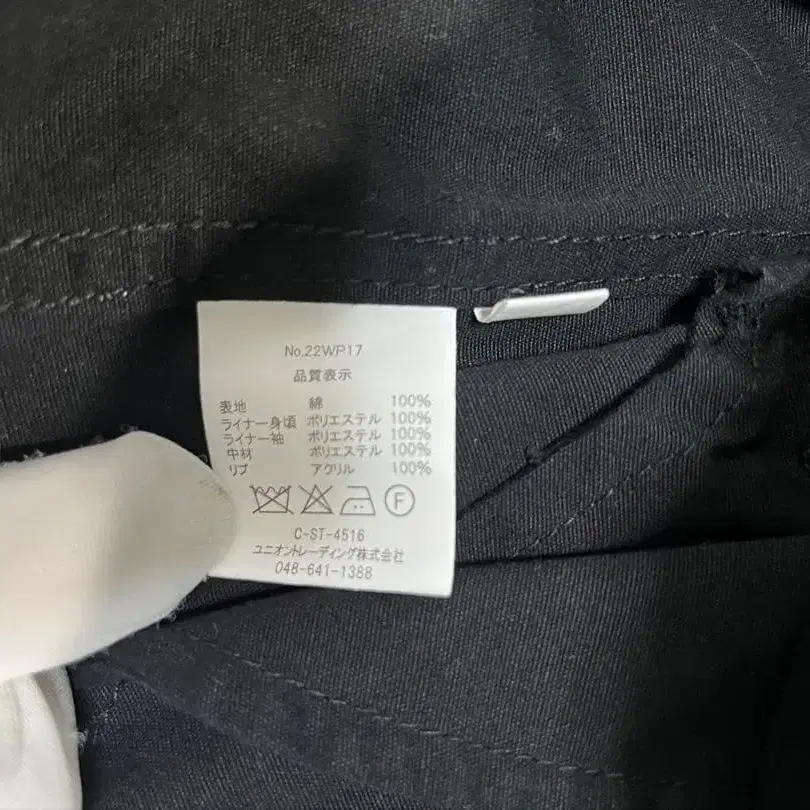 No.22WP17
品質表示
表地 綿 100%
ライナー身頃 ポリエステル 100%
ライナー袖 ポリエステル 100%
中材 ポリエステル 100%
リブ アクリル 100%
F
C-ST-4516
ユニオントレーディング株式会社
048-641-1388